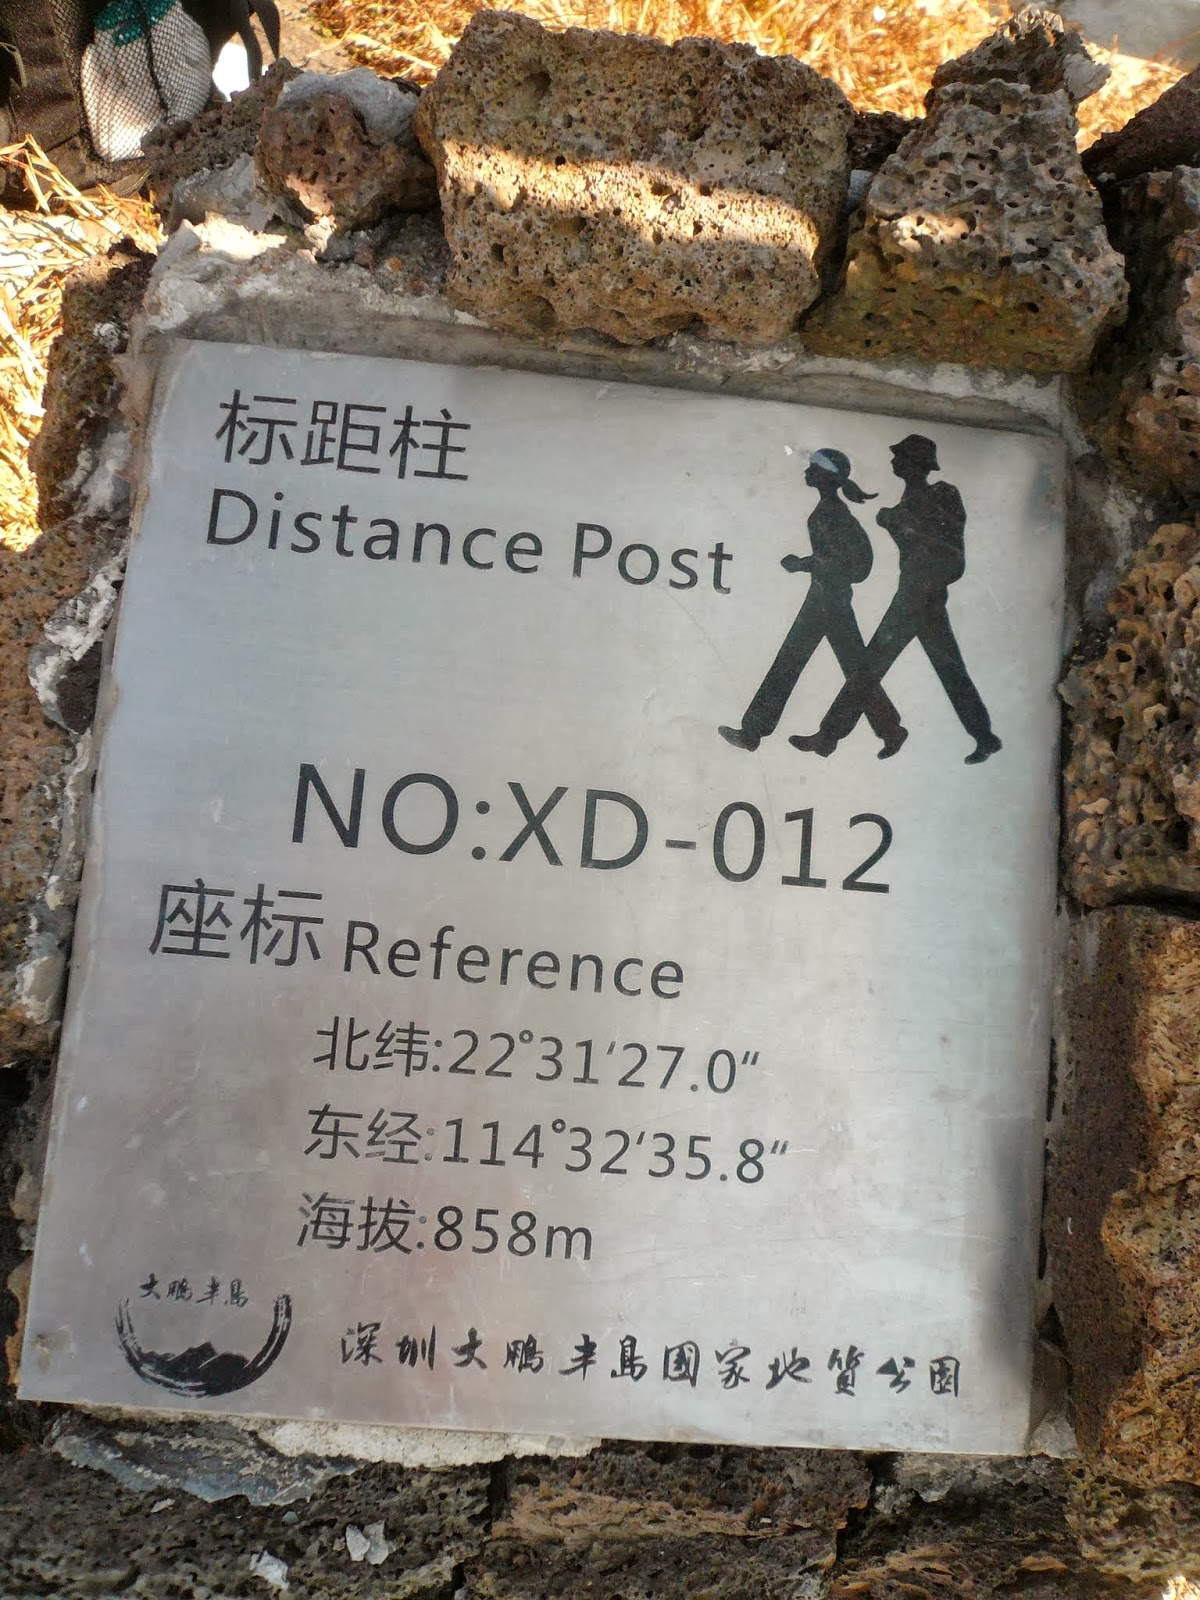 标距柱
Distance Post
NO:XD-012
座标 Reference
北纬:22°31‘27.0“
东经:114°32‘35.8“
海拔:858m
大鹏半島
深圳大鹏半島國家地質公園